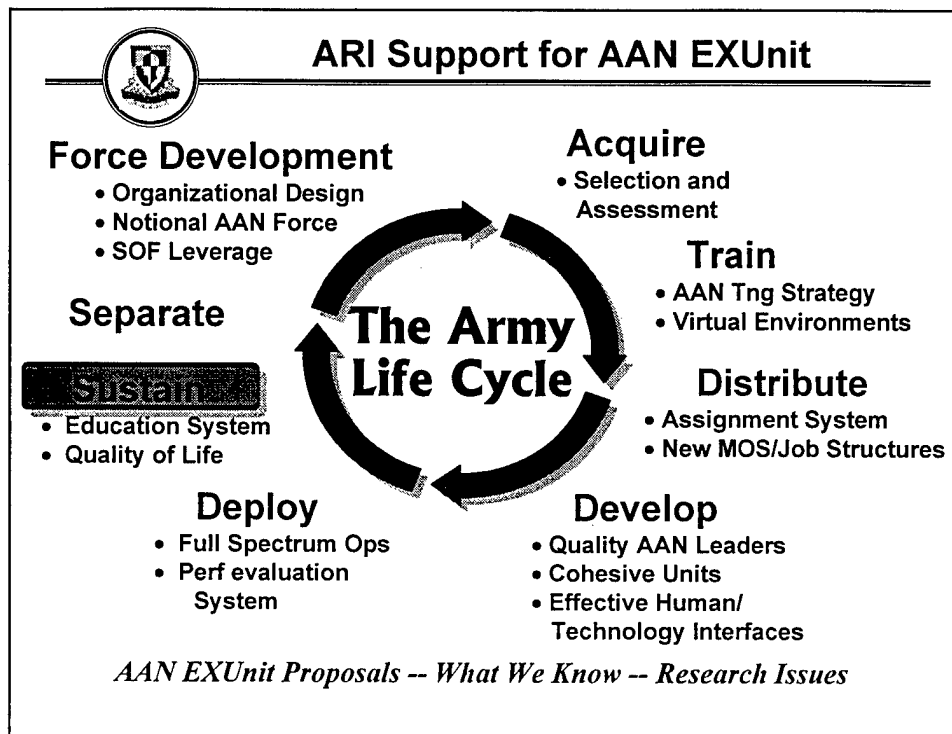 ARI Support for AAN EXUnit
Force Development
• Organizational Design
• Notional AAN Force
• SOF Leverage
Acquire
• Selection and
Assessment
Train
• AAN Tng Strategy
• Virtual Environments
Separate
The Army
Life Cycle
Distribute
• Assignment System
• New MOS/Job Structures
Sustain
• Education System
• Quality of Life
Deploy
• Full Spectrum Ops
• Perf evaluation
System
Develop
• Quality AAN Leaders
• Cohesive Units
• Effective Human/
Technology Interfaces
AAN EXUnit Proposals -- What We Know -- Research Issues